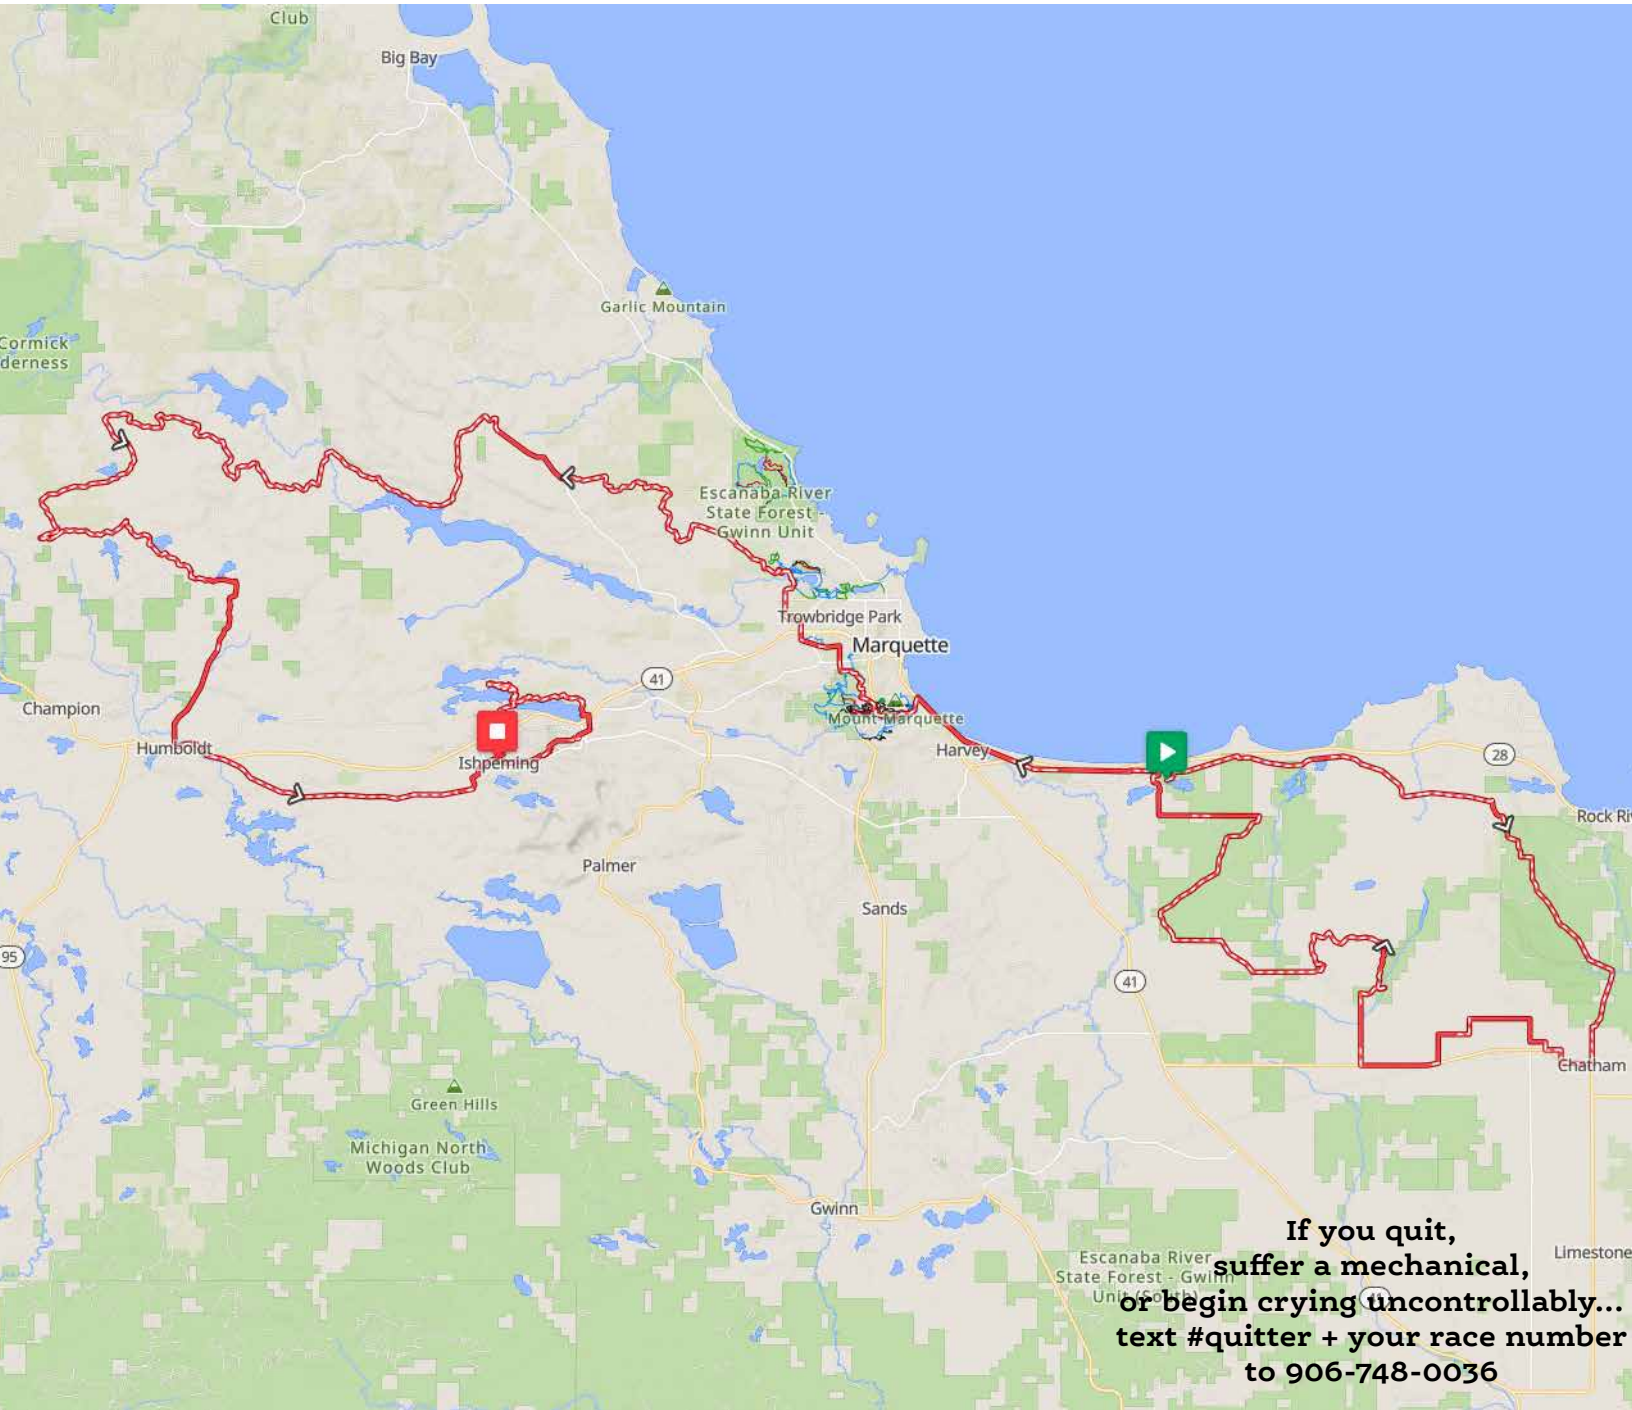 Club
Big Bay
Garlic Mountain
Cormick
derness
Escanaba River
State Forest -
Gwinn Unit
Trowbridge Park
Marquette
41
Champion
Mount Marquette
Humboldt
Harvey
28
Ishpeming
Rock Ri
Palmer
Sands
95
41
Chatham
Green Hills
Michigan North
Woods Club
Gwinn
Escanaba River
State Forest - Gwinn
Unit (South)
41
Limestone
If you quit,
suffer a mechanical,
or begin crying uncontrollably...
text #quitter + your race number
to 906-748-0036